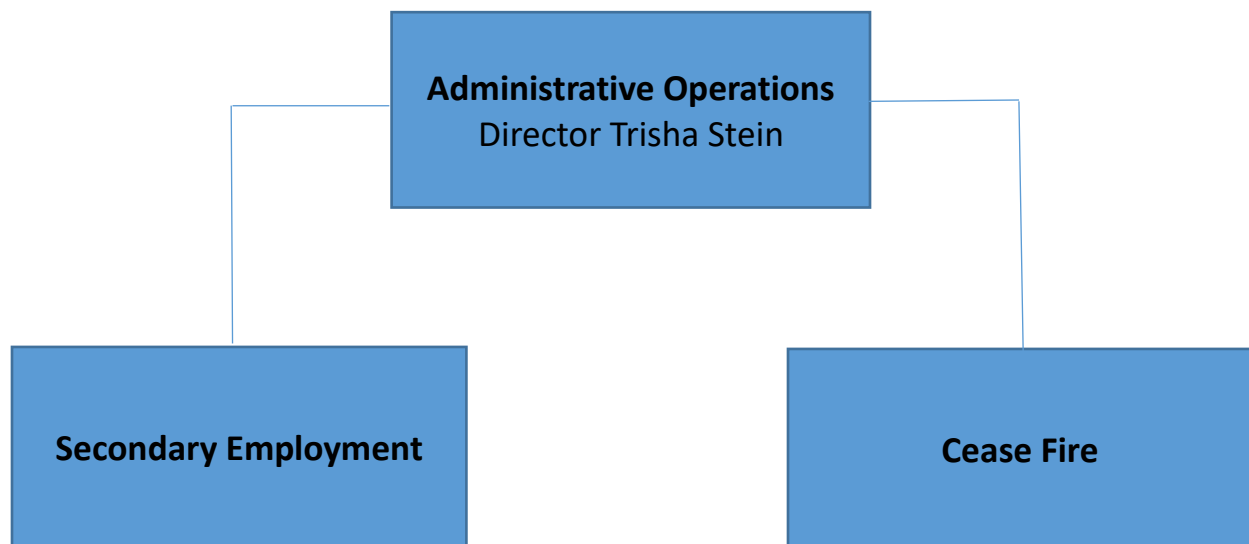 Administrative Operations
Director Trisha Stein
Secondary Employment
Cease Fire